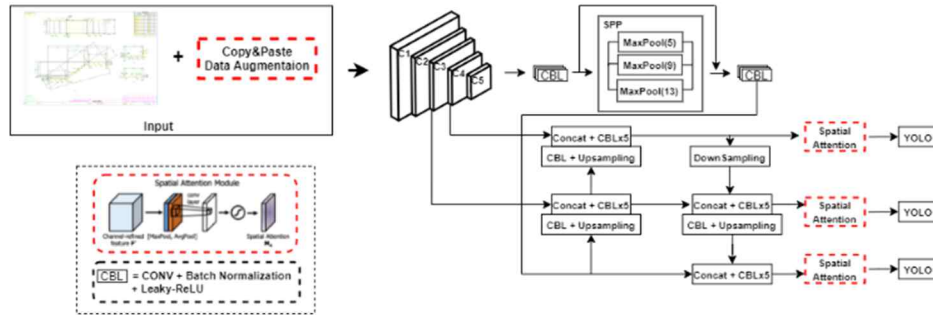 Copy&Paste
Data Augmentaion
+
Input
C1
C2
C3
C4
C5
CBL
SPP
MaxPool(5)
MaxPool(9)
MaxPool(13)
CBL
Concat + CBLx5
CBL + Upsampling
DownSampling
Spatial
Attention
YOLO
Concat + CBLx5
CBL + Upsampling
Concat + CBLx5
CBL + Upsampling
Spatial
Attention
YOLO
Concat + CBLx5
Spatial
Attention
YOLO
Spatial Attention Module
conv
layer
Channel-refined
feature F'
[MaxPool, AvgPool]
Spatial Attention
Mₛ
CBL = CONV + Batch Normalization
+ Leaky-ReLU